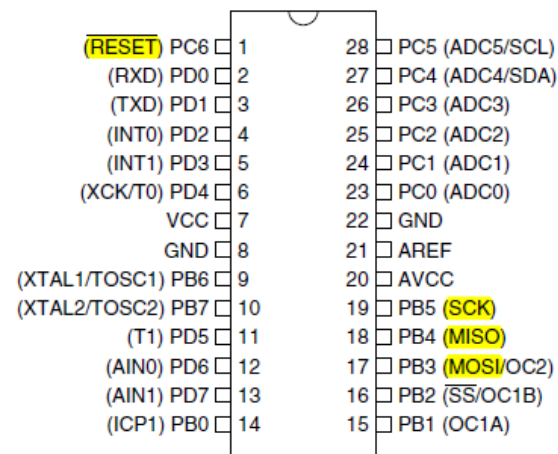 (RESET) PC6 1 28 PC5 (ADC5/SCL)
(RXD) PD0 2 27 PC4 (ADC4/SDA)
(TXD) PD1 3 26 PC3 (ADC3)
(INT0) PD2 4 25 PC2 (ADC2)
(INT1) PD3 5 24 PC1 (ADC1)
(XCK/T0) PD4 6 23 PC0 (ADC0)
VCC 7 22 GND
GND 8 21 AREF
(XTAL1/TOSC1) PB6 9 20 AVCC
(XTAL2/TOSC2) PB7 10 19 PB5 (SCK)
(T1) PD5 11 18 PB4 (MISO)
(AIN0) PD6 12 17 PB3 (MOSI/OC2)
(AIN1) PD7 13 16 PB2 (SS/OC1B)
(ICP1) PB0 14 15 PB1 (OC1A)